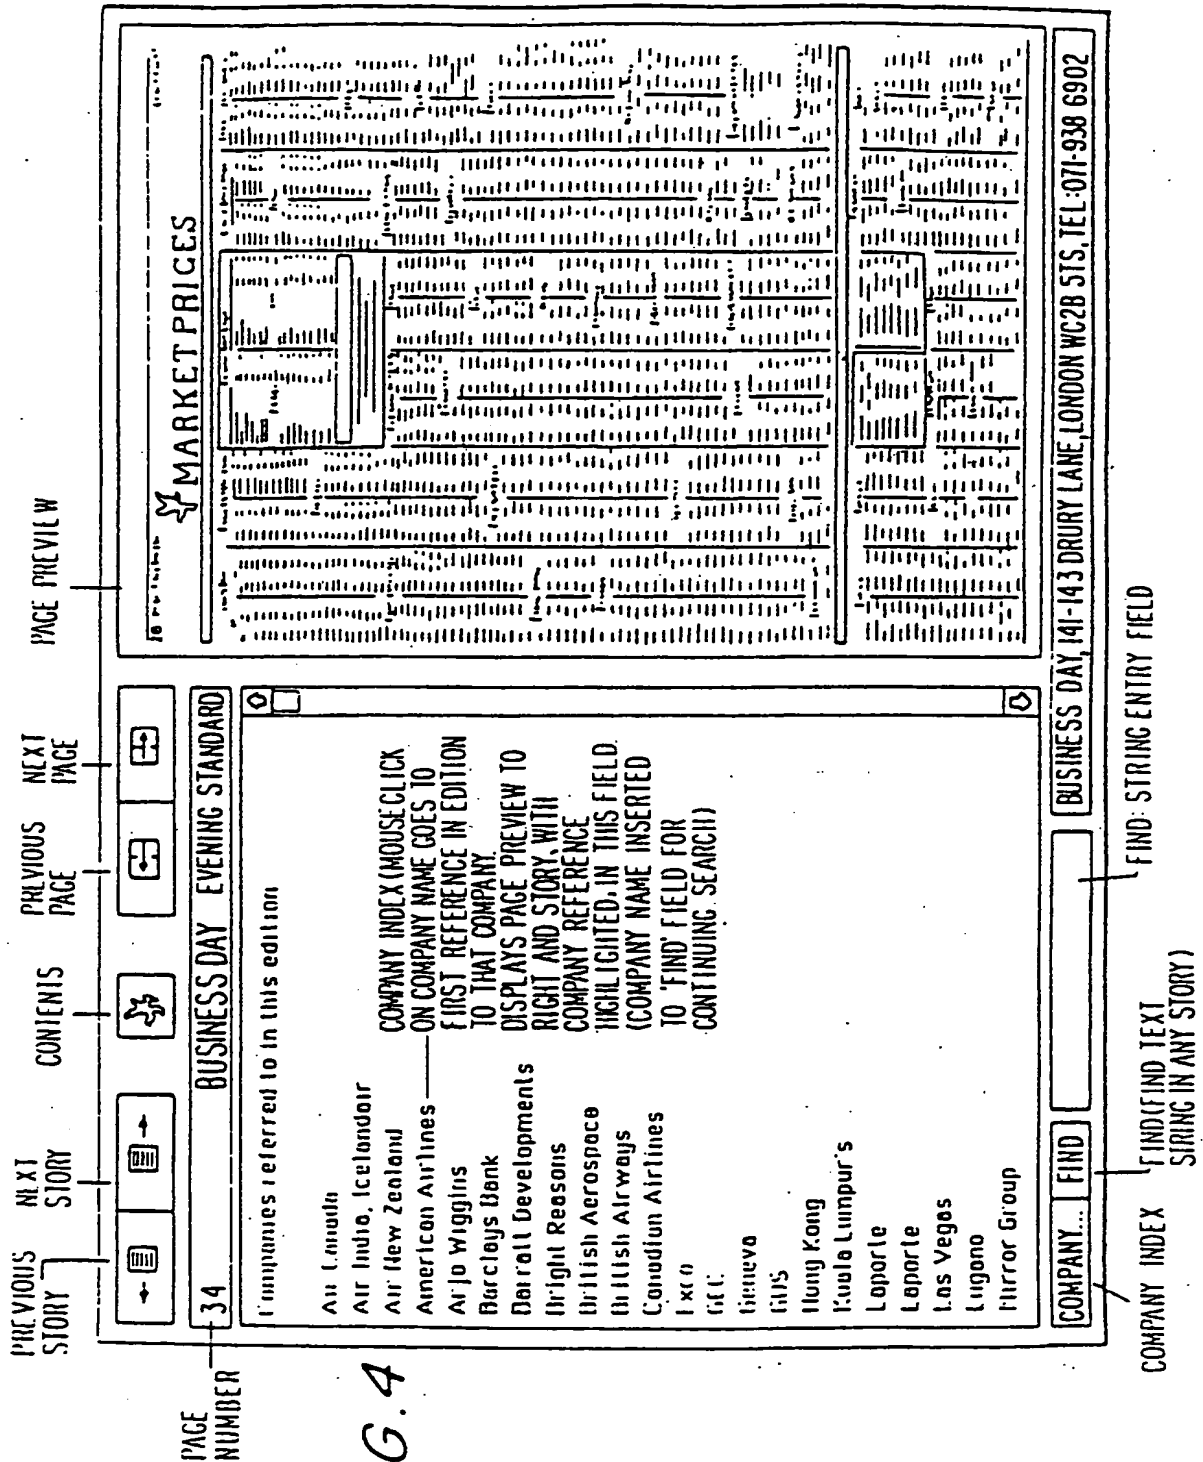 PREVIOUS
STORY
NEXT
STORY
CONTENTS
PREVIOUS
PAGE
NEXT
PAGE
PAGE PREVIEW
PAGE
NUMBER
34
BUSINESS DAY EVENING STANDARD
Companies referred to in this edition
Air Canada
Air India, Icelandair
Air New Zealand
American Airlines
Arjo Wiggins
Barclays Bank
Barratt Developments
Bright Reasons
British Aerospace
British Airways
Canadian Airlines
Exco
GEC
Geneva
GUS
Hong Kong
Kuala Lumpur's
Laporte
Laporte
Las Vegas
Lugano
Mirror Group
COMPANY INDEX (MOUSE CLICK
ON COMPANY NAME GOES TO
FIRST REFERENCE IN EDITION
TO THAT COMPANY.
DISPLAYS PAGE PREVIEW TO
RIGHT AND STORY, WITH
COMPANY REFERENCE
HIGHLIGHTED, IN THIS FIELD.
(COMPANY NAME INSERTED
TO 'FIND' FIELD FOR
CONTINUING SEARCH)
MARKET PRICES
COMPANY... FIND
BUSINESS DAY, 141-143 DRURY LANE, LONDON WC2B 5TS, TEL: 071-938 6902
COMPANY INDEX
FIND (FIND TEXT
STRING IN ANY STORY)
FIND: STRING ENTRY FIELD
G. 4